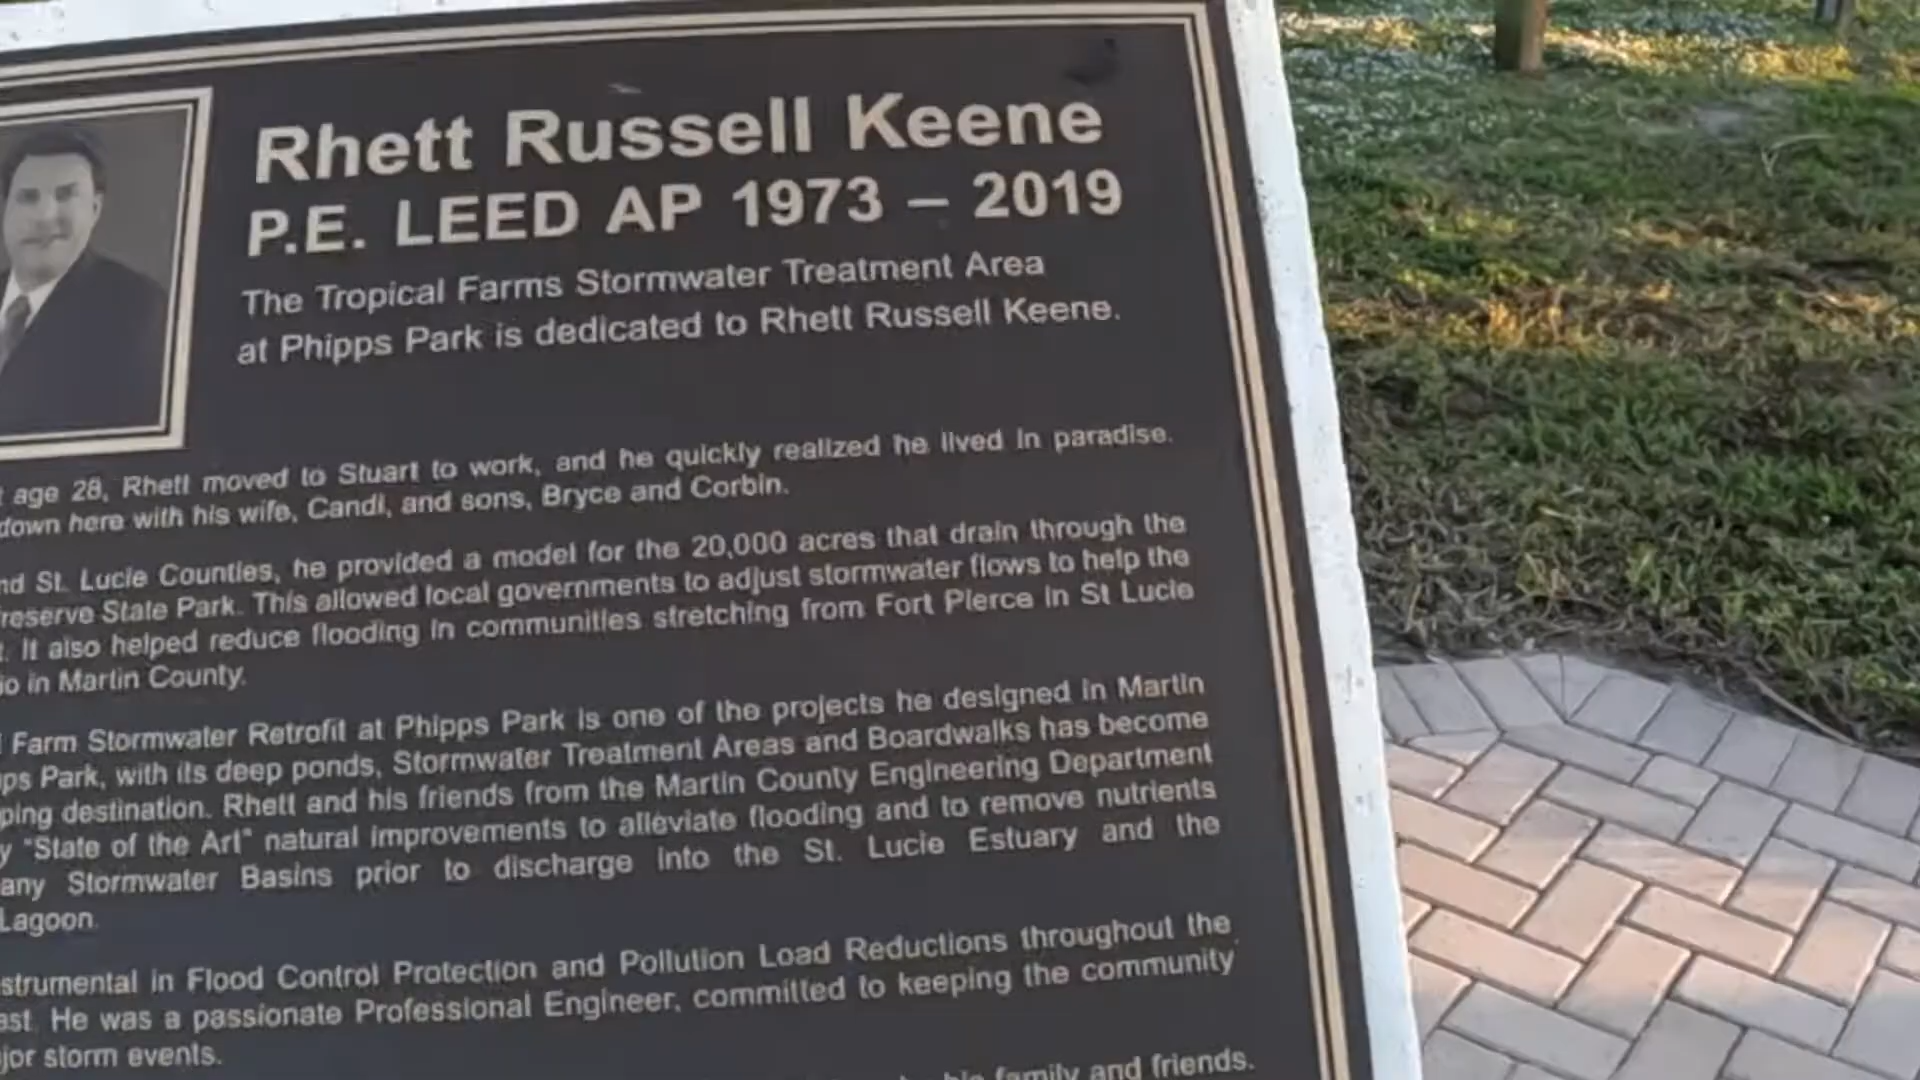 Rhett Russell Keene
P.E. LEED AP 1973 – 2019
The Tropical Farms Stormwater Treatment Area
at Phipps Park is dedicated to Rhett Russell Keene.
age 28, Rhett moved to Stuart to work, and he quickly realized he lived in paradise.
down here with his wife, Candi, and sons, Bryce and Corbin.
St. Lucie Counties, he provided a model for the 20,000 acres that drain through the
State Park. This allowed local governments to adjust stormwater flows to help the
It also helped reduce flooding in communities stretching from Fort Pierce in St Lucie
in Martin County.
Farm Stormwater Retrofit at Phipps Park is one of the projects he designed in Martin
Park, with its deep ponds, Stormwater Treatment Areas and Boardwalks has become
destination. Rhett and his friends from the Martin County Engineering Department
"State of the Art" natural improvements to alleviate flooding and to remove nutrients
any Stormwater Basins prior to discharge into the St. Lucie Estuary and the
Lagoon.
in Flood Control Protection and Pollution Load Reductions throughout the
He was a passionate Professional Engineer, committed to keeping the community
storm events.
family and friends.